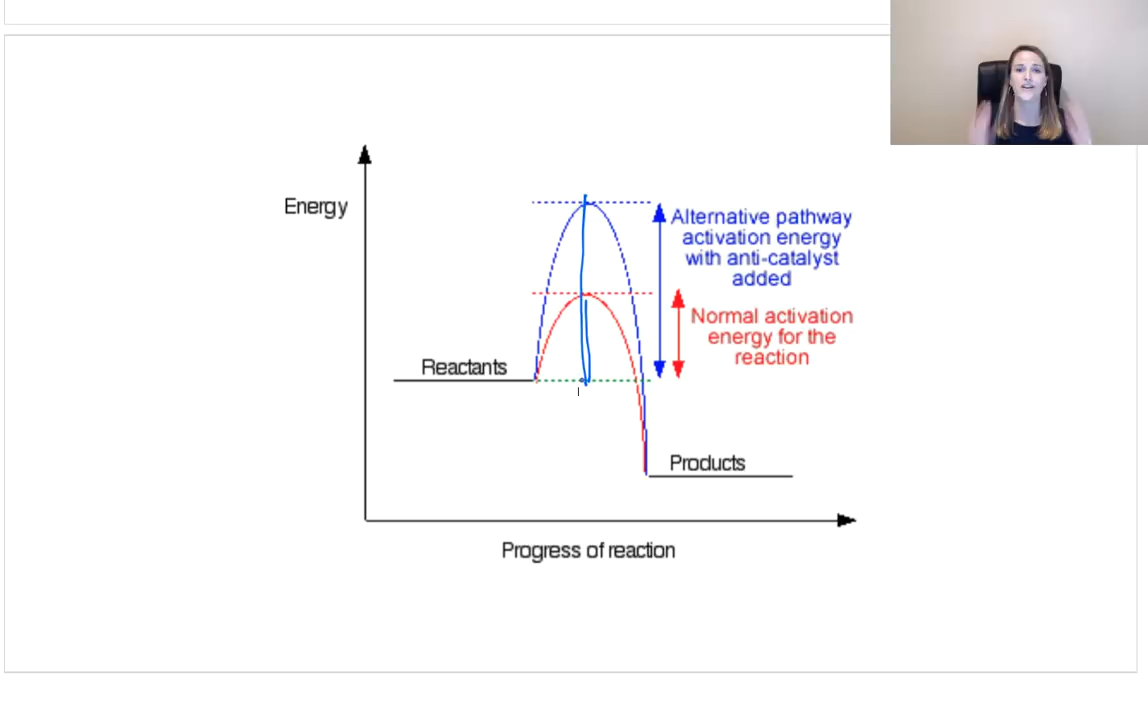 Energy
Alternative pathway
activation energy
with anti-catalyst
added
Normal activation
energy for the
reaction
Reactants
Products
Progress of reaction